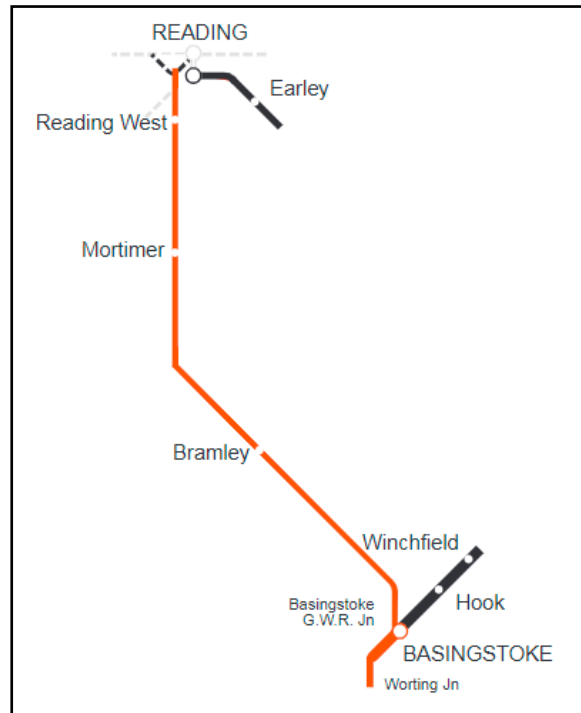 READING
Earley
Reading West
Mortimer
Bramley
Winchfield
Hook
Basingstoke
G.W.R. Jn
BASINGSTOKE
Worting Jn